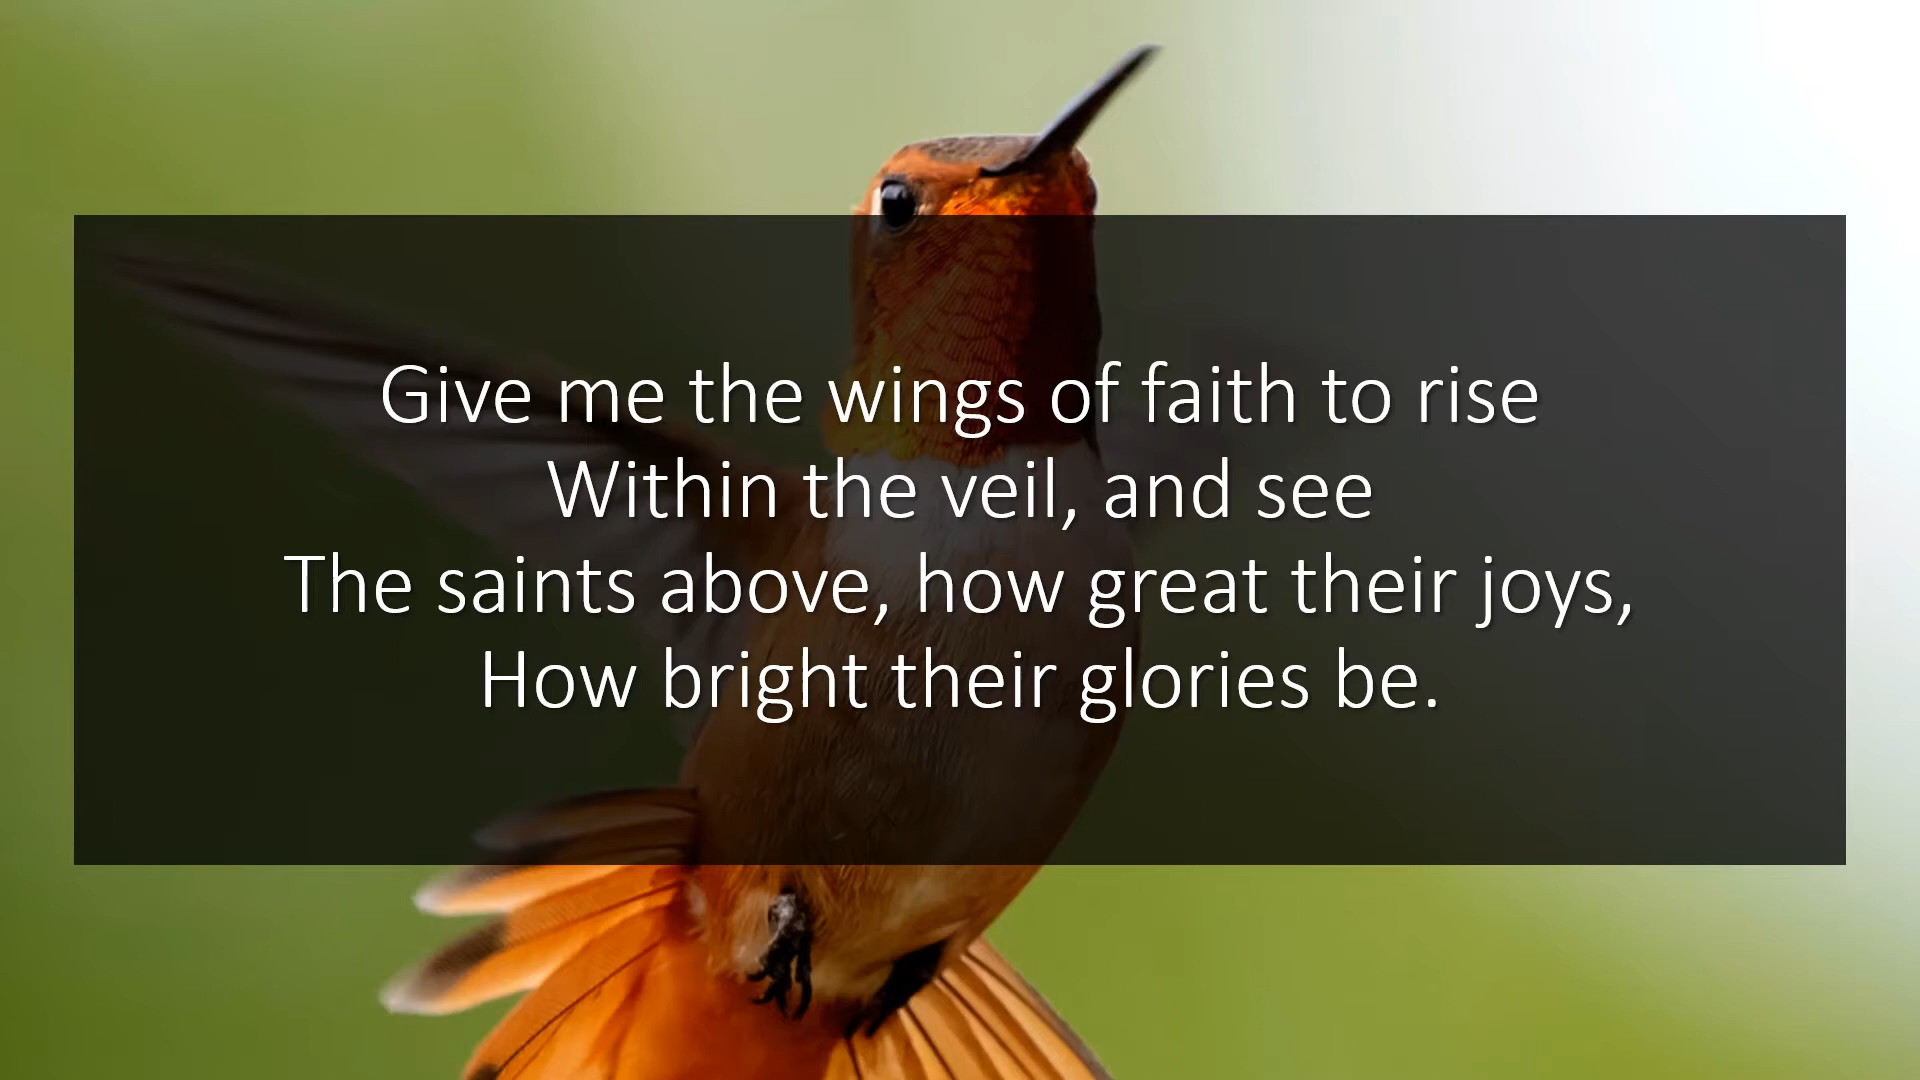 Give me the wings of faith to rise
Within the veil, and see
The saints above, how great their joys,
How bright their glories be.